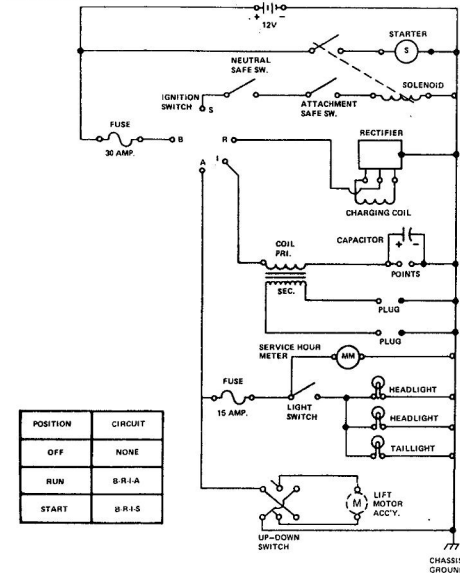 + −
12V
STARTER
S
NEUTRAL
SAFE SW.
SOLENOID
IGNITION
SWITCH
S
ATTACHMENT
SAFE SW.
FUSE
30 AMP.
B
R
A
I
RECTIFIER
CHARGING COIL
COIL
PRI.
SEC.
CAPACITOR
+ −
POINTS
PLUG
PLUG
SERVICE HOUR
METER
MM
FUSE
15 AMP.
LIGHT
SWITCH
HEADLIGHT
HEADLIGHT
TAILLIGHT
POSITION CIRCUIT
OFF NONE
RUN B-R-I-A
START B-R-I-S
M
LIFT
MOTOR
ACC'Y.
UP-DOWN
SWITCH
CHASSIS
GROUND